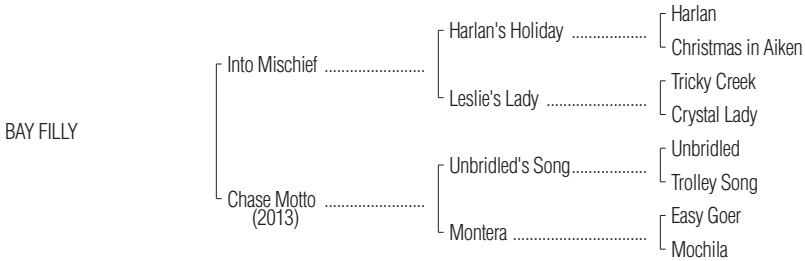 Harlan
Harlan's Holiday ..................
Christmas in Aiken
Into Mischief ........................
Tricky Creek
Leslie's Lady ........................
Crystal Lady
BAY FILLY
Unbridled
Unbridled's Song..................
Trolley Song
Chase Motto ........................
(2013)
Easy Goer
Montera ................................
Mochila